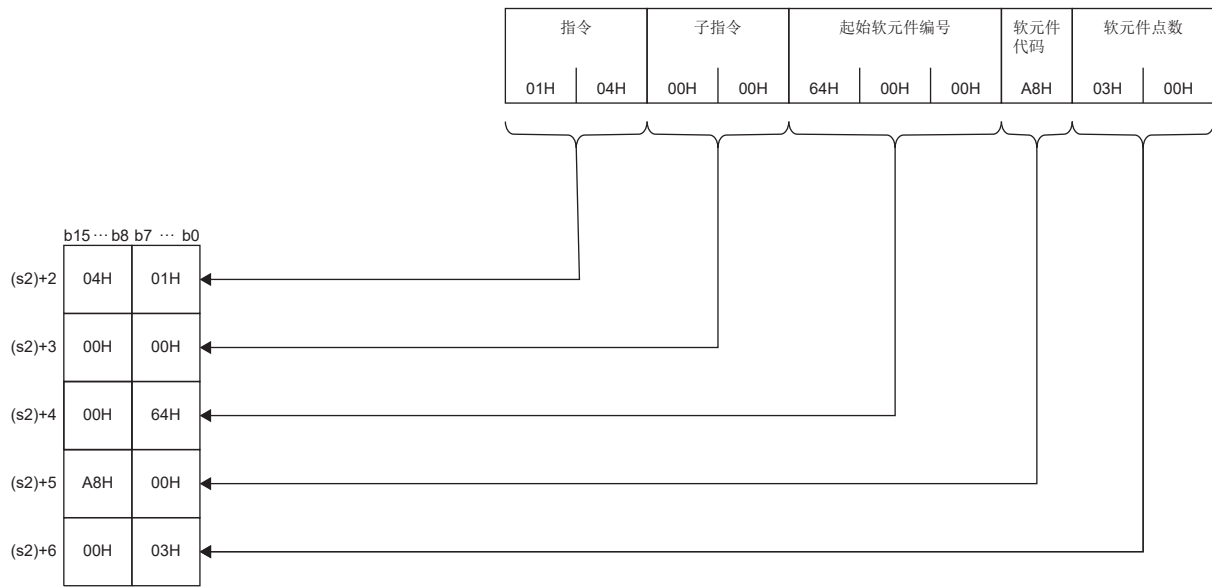 指令 子指令 起始软元件编号 软元件代码 软元件点数
01H 04H 00H 00H 64H 00H 00H A8H 03H 00H
b15 ··· b8 b7 ··· b0
(s2)+2 04H 01H
(s2)+3 00H 00H
(s2)+4 00H 64H
(s2)+5 A8H 00H
(s2)+6 00H 03H